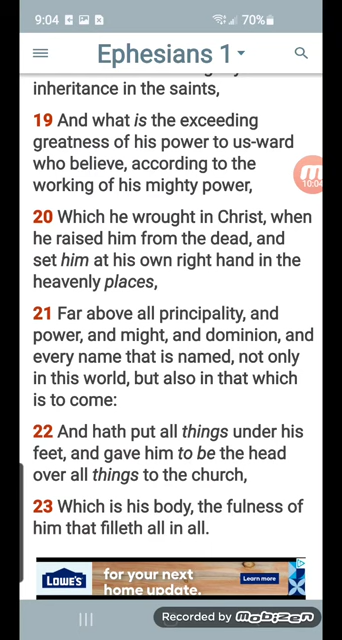 9:04 70%
Ephesians 1
inheritance in the saints,
19 And what is the exceeding
greatness of his power to us-ward
who believe, according to the
working of his mighty power,
10:04
20 Which he wrought in Christ, when
he raised him from the dead, and
set him at his own right hand in the
heavenly places,
21 Far above all principality, and
power, and might, and dominion, and
every name that is named, not only
in this world, but also in that which
is to come:
22 And hath put all things under his
feet, and gave him to be the head
over all things to the church,
23 Which is his body, the fulness of
him that filleth all in all.
LOWE'S
for your next
home update.
Learn more
Recorded by mobizen